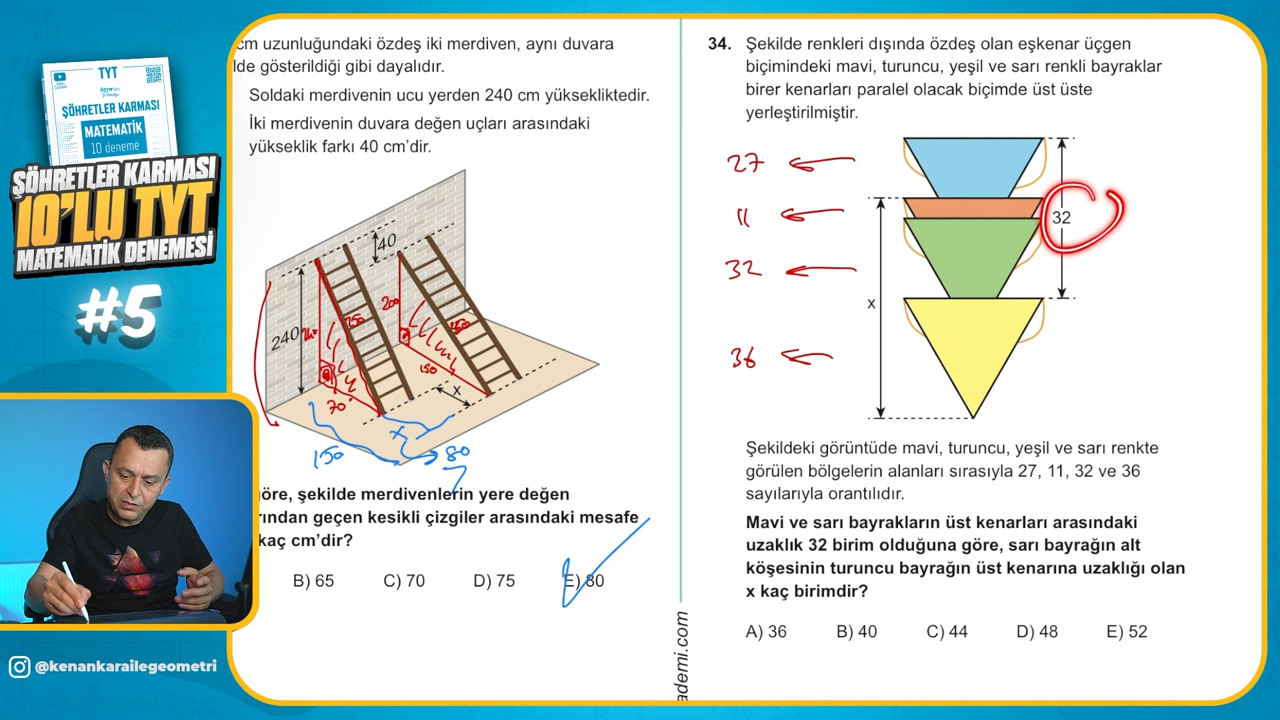 TYT
ŞÖHRETLER KARMASI
MATEMATİK
10 deneme
ŞÖHRETLER KARMASI
10'LU TYT
MATEMATİK DENEMESİ
#5
@kenankarailegeometri
cm uzunluğundaki özdeş iki merdiven, aynı duvara
lde gösterildiği gibi dayalıdır.
Soldaki merdivenin ucu yerden 240 cm yüksekliktedir.
İki merdivenin duvara değen uçları arasındaki
yükseklik farkı 40 cm'dir.
40
240
200
150
70
x
x
150
80
göre, şekilde merdivenlerin yere değen
rından geçen kesikli çizgiler arasındaki mesafe
kaç cm'dir?
B) 65 C) 70 D) 75 E) 80
ademi.com
34. Şekilde renkleri dışında özdeş olan eşkenar üçgen
biçimindeki mavi, turuncu, yeşil ve sarı renkli bayraklar
birer kenarları paralel olacak biçimde üst üste
yerleştirilmiştir.
27
11
32
36
32
x
Şekildeki görüntüde mavi, turuncu, yeşil ve sarı renkte
görülen bölgelerin alanları sırasıyla 27, 11, 32 ve 36
sayılarıyla orantılıdır.
Mavi ve sarı bayrakların üst kenarları arasındaki
uzaklık 32 birim olduğuna göre, sarı bayrağın alt
köşesinin turuncu bayrağın üst kenarına uzaklığı olan
x kaç birimdir?
A) 36 B) 40 C) 44 D) 48 E) 52